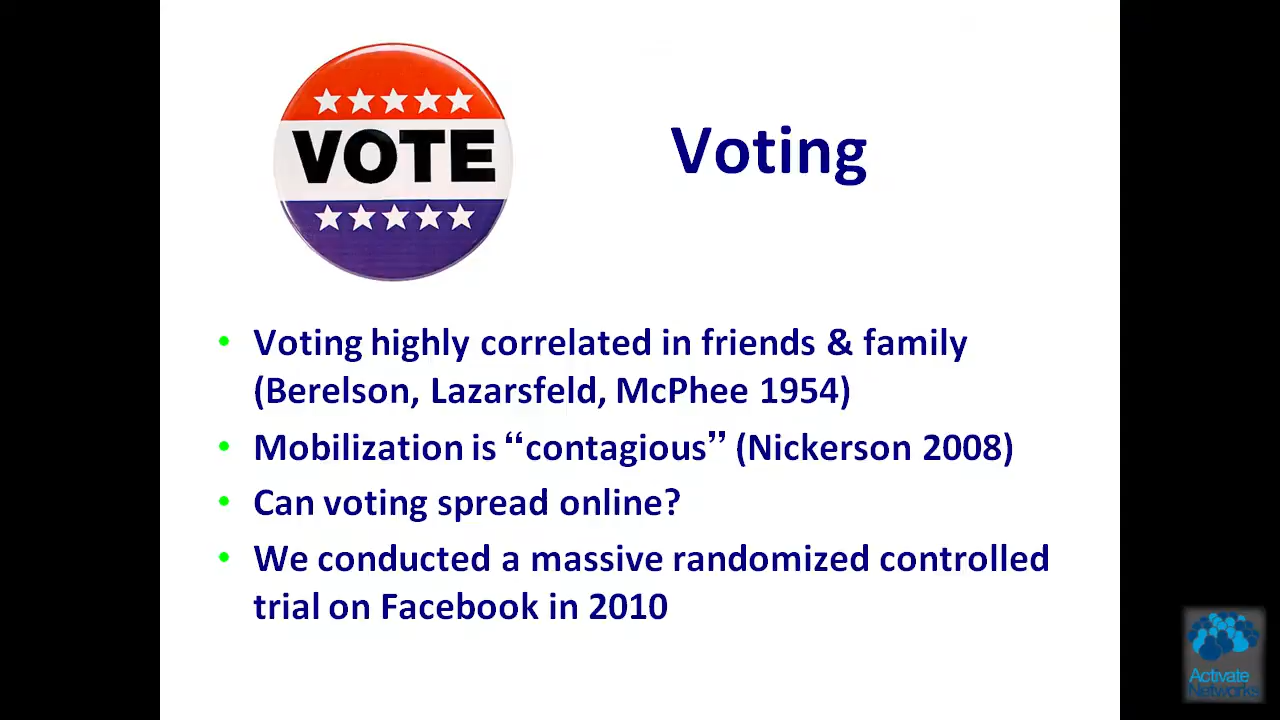 VOTE
Voting
• Voting highly correlated in friends & family
(Berelson, Lazarsfeld, McPhee 1954)
• Mobilization is “contagious” (Nickerson 2008)
• Can voting spread online?
• We conducted a massive randomized controlled
trial on Facebook in 2010
Activate
Networks